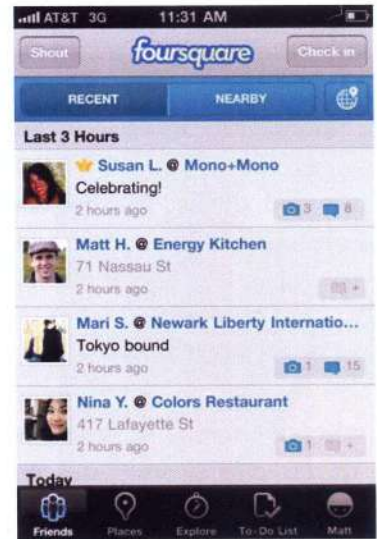 AT&T 3G 11:31 AM
Shout foursquare Check in
RECENT NEARBY
Last 3 Hours
Susan L. @ Mono+Mono
Celebrating!
2 hours ago 3 8
Matt H. @ Energy Kitchen
71 Nassau St
2 hours ago +
Mari S. @ Newark Liberty Internatio...
Tokyo bound
2 hours ago 1 15
Nina Y. @ Colors Restaurant
417 Lafayette St
2 hours ago 1 +
Today
Friends Places Explore To-Do List Matt